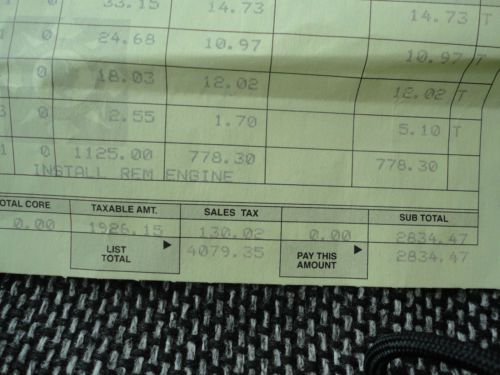 33.15 14.73 14.73 T
0 24.68 10.97 10.97 T
0 18.03 12.02 12.02 T
0 2.55 1.70 5.10 T
0 1125.00 778.30 778.30
INSTALL REM ENGINE
OTAL CORE TAXABLE AMT. SALES TAX SUB TOTAL
0.00 1926.15 130.02 0.00 2834.47
LIST TOTAL 4079.35 PAY THIS AMOUNT 2834.47